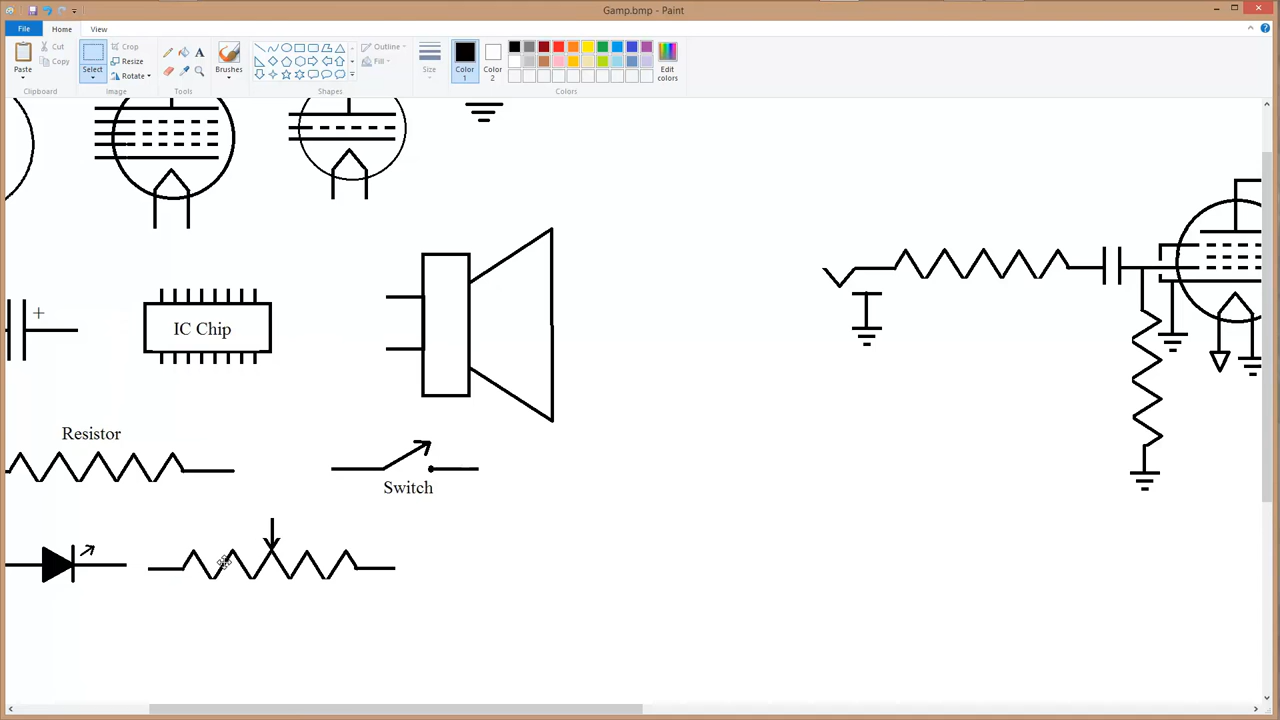 Gamp.bmp - Paint
File
Home
View
Paste
Cut
Copy
Clipboard
Select
Crop
Resize
Rotate
Image
A
Tools
Brushes
Shapes
Outline
Fill
Size
Color
1
Color
2
Edit
colors
Colors
+
IC Chip
Resistor
Switch